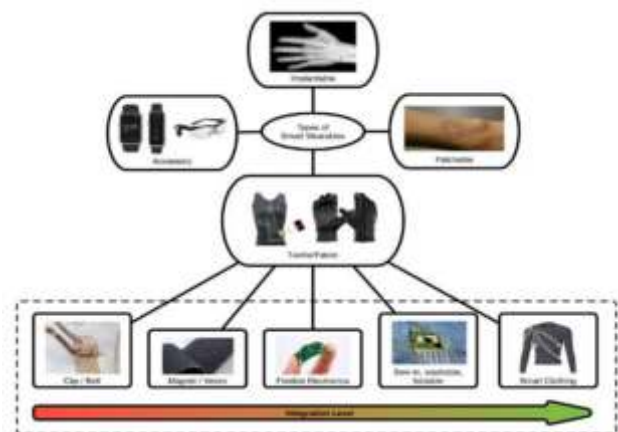 Implantable
Types of
Smart Wearables
Accessory
Patchable
Textile/Fabric
Clip / Belt
Magnet / Velcro
Flexible Electronics
Sew-in, washable,
foldable
Smart Clothing
Integration Level